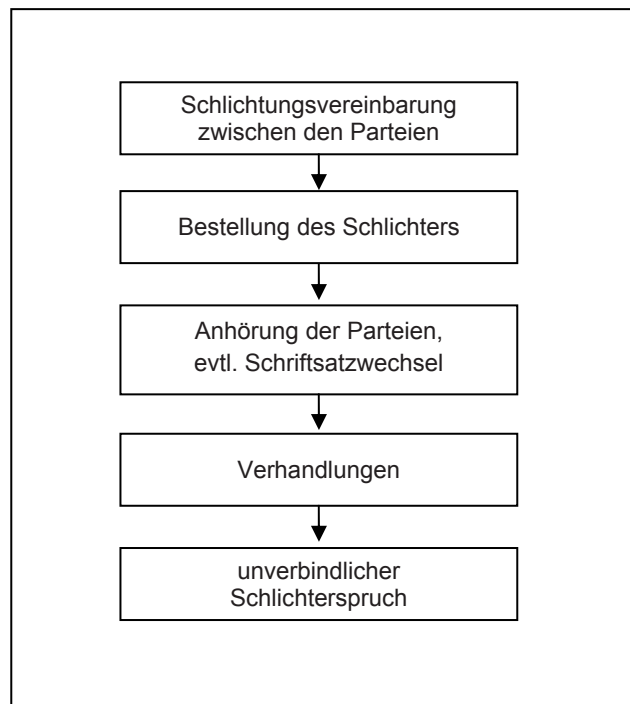 Schlichtungsvereinbarung
zwischen den Parteien
Bestellung des Schlichters
Anhörung der Parteien,
evtl. Schriftsatzwechsel
Verhandlungen
unverbindlicher
Schlichterspruch